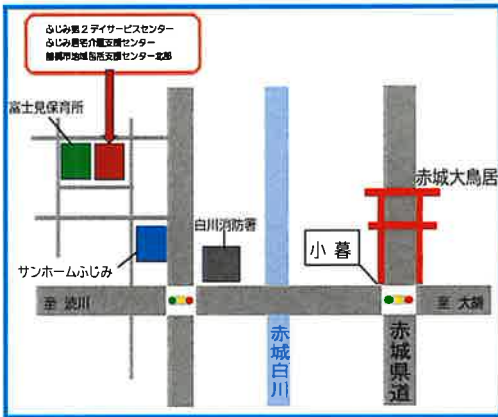 ふじみ第2デイサービスセンター
ふじみ居宅介護支援センター
前橋市地域包括支援センター北部
富士見保育所
赤城大鳥居
白川消防署
小暮
サンホームふじみ
至 渋川
至 大胡
赤城白川
赤城県道